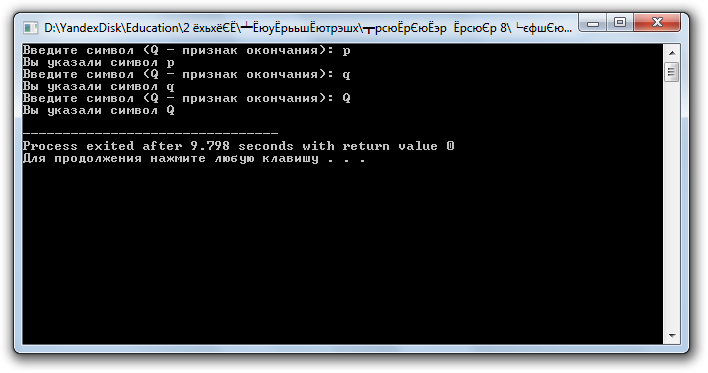 D:\YandexDisk\Education\2 ёхьхёЄЁ\┴ЁюуЁрььшЁютрэшх\┬рсюЁрЄюЁэр  Ёрсюєр 8\└єфшЄю...
Введите символ (Q - признак окончания): p
Вы указали символ p
Введите символ (Q - признак окончания): q
Вы указали символ q
Введите символ (Q - признак окончания): Q
Вы указали символ Q
--------------------------------
Process exited after 9.798 seconds with return value 0
Для продолжения нажмите любую клавишу . . .